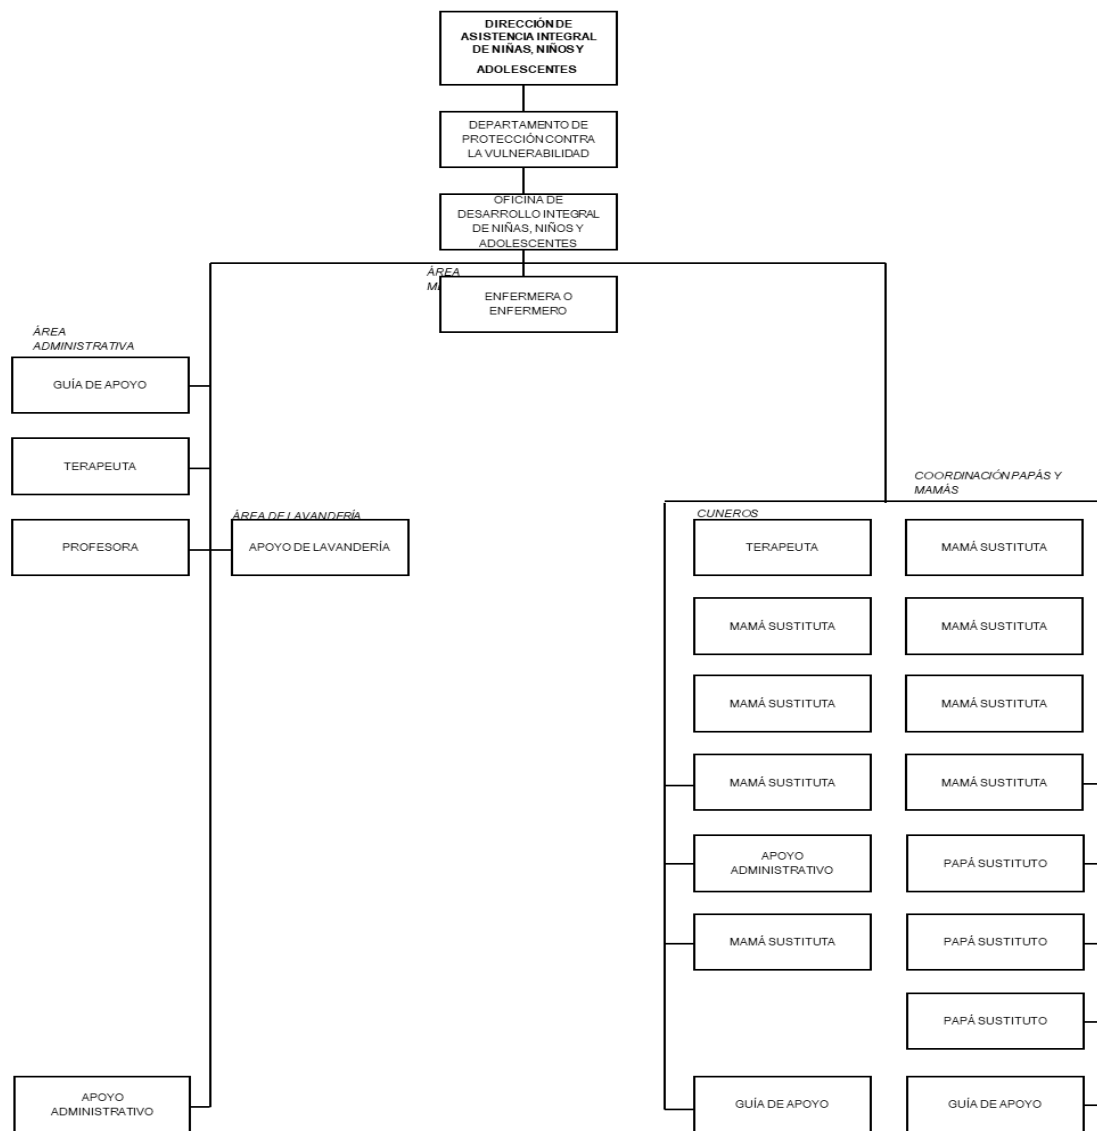 DIRECCIÓN DE
ASISTENCIA INTEGRAL
DE NIÑAS, NIÑOS Y
ADOLESCENTES
DEPARTAMENTO DE
PROTECCIÓN CONTRA
LA VULNERABILIDAD
OFICINA DE
DESARROLLO INTEGRAL
DE NIÑAS, NIÑOS Y
ADOLESCENTES
ÁREA
ENFERMERA O
ENFERMERO
ÁREA
ADMINISTRATIVA
GUÍA DE APOYO
TERAPEUTA
PROFESORA
ÁREA DE LAVANDERÍA
APOYO DE LAVANDERÍA
APOYO
ADMINISTRATIVO
CUNEROS
TERAPEUTA
MAMÁ SUSTITUTA
MAMÁ SUSTITUTA
MAMÁ SUSTITUTA
APOYO
ADMINISTRATIVO
MAMÁ SUSTITUTA
GUÍA DE APOYO
COORDINACIÓN PAPÁS Y
MAMÁS
MAMÁ SUSTITUTA
MAMÁ SUSTITUTA
MAMÁ SUSTITUTA
MAMÁ SUSTITUTA
PAPÁ SUSTITUTO
PAPÁ SUSTITUTO
PAPÁ SUSTITUTO
GUÍA DE APOYO